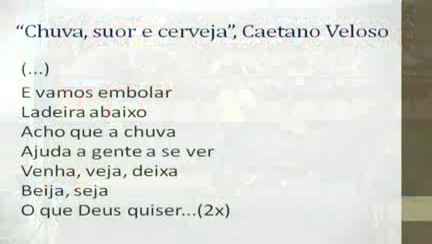 “Chuva, suor e cerveja”, Caetano Veloso
(...)
E vamos embolar
Ladeira abaixo
Acho que a chuva
Ajuda a gente a se ver
Venha, veja, deixa
Beija, seja
O que Deus quiser...(2x)